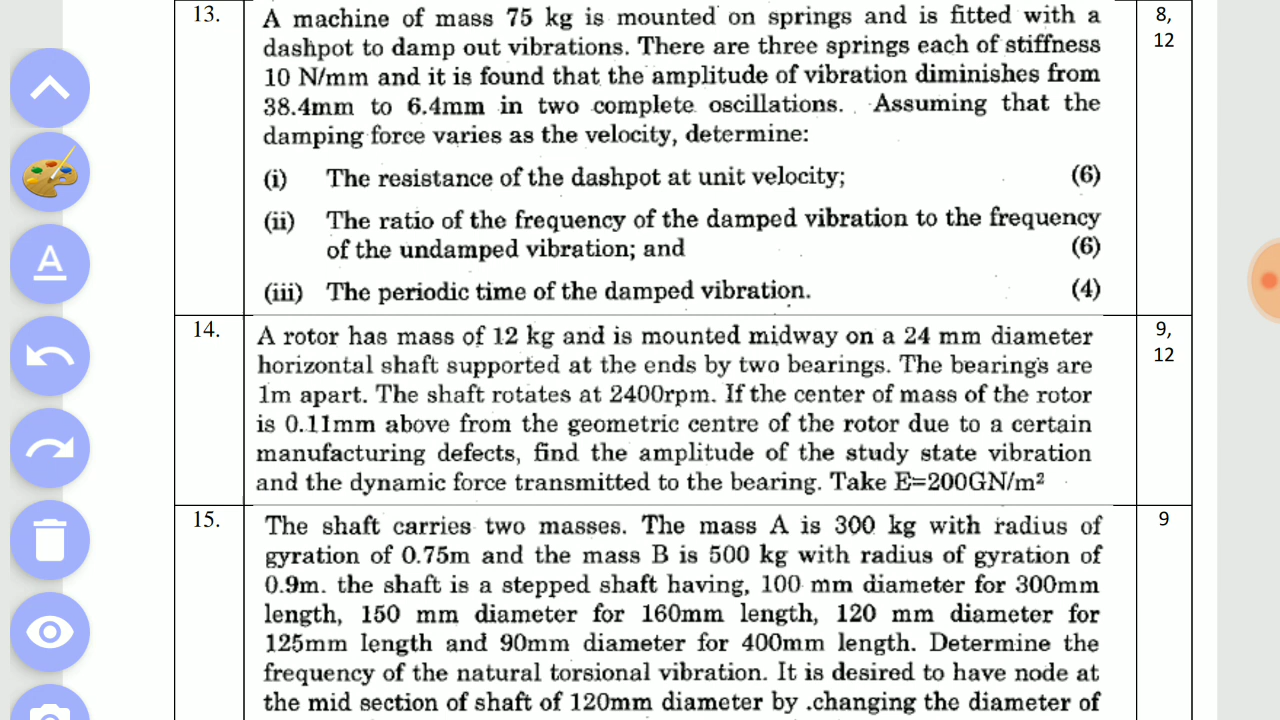 13.
A machine of mass 75 kg is mounted on springs and is fitted with a
dashpot to damp out vibrations. There are three springs each of stiffness
10 N/mm and it is found that the amplitude of vibration diminishes from
38.4mm to 6.4mm in two complete oscillations. Assuming that the
damping force varies as the velocity, determine:
(i) The resistance of the dashpot at unit velocity; (6)
(ii) The ratio of the frequency of the damped vibration to the frequency
of the undamped vibration; and (6)
(iii) The periodic time of the damped vibration. (4)
8,
12
14.
A rotor has mass of 12 kg and is mounted midway on a 24 mm diameter
horizontal shaft supported at the ends by two bearings. The bearings are
1m apart. The shaft rotates at 2400rpm. If the center of mass of the rotor
is 0.11mm above from the geometric centre of the rotor due to a certain
manufacturing defects, find the amplitude of the study state vibration
and the dynamic force transmitted to the bearing. Take E=200GN/m²
9,
12
15.
The shaft carries two masses. The mass A is 300 kg with radius of
gyration of 0.75m and the mass B is 500 kg with radius of gyration of
0.9m. the shaft is a stepped shaft having, 100 mm diameter for 300mm
length, 150 mm diameter for 160mm length, 120 mm diameter for
125mm length and 90mm diameter for 400mm length. Determine the
frequency of the natural torsional vibration. It is desired to have node at
the mid section of shaft of 120mm diameter by .changing the diameter of
9
A